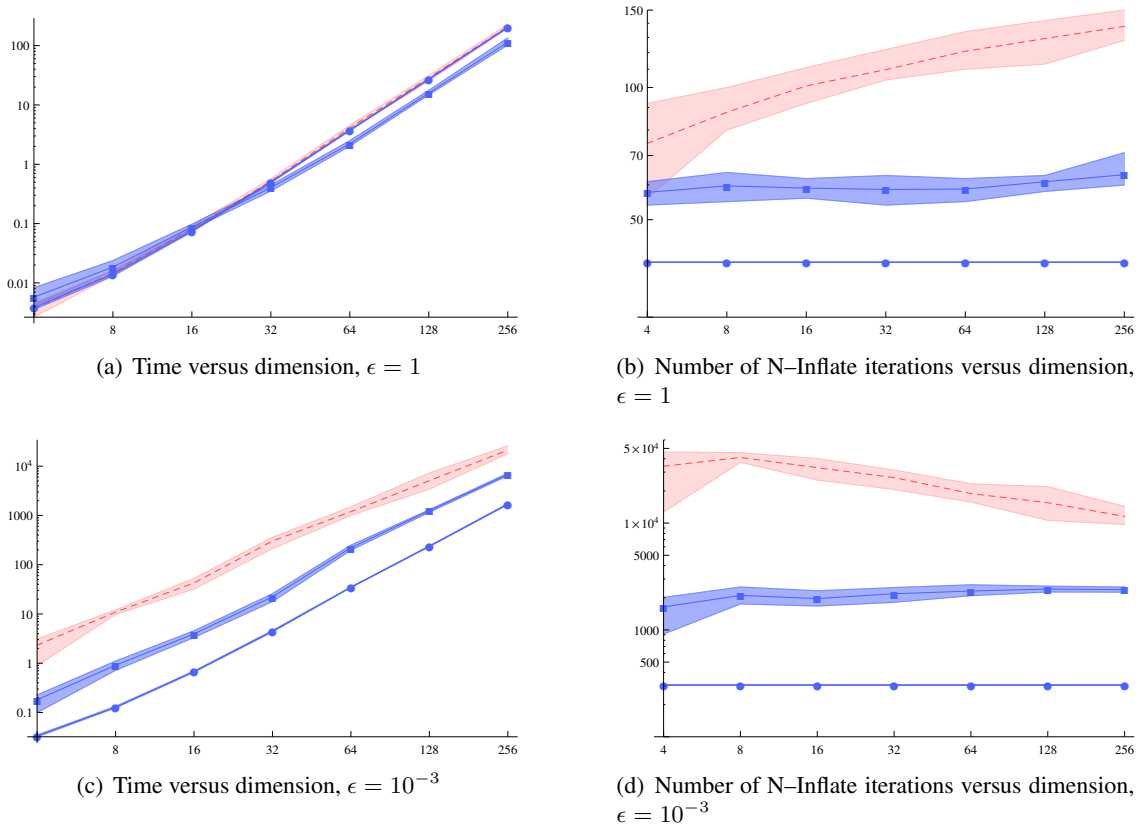 100
10
1
0.1
0.01
8 16 32 64 128 256
(a) Time versus dimension, ϵ = 1
150
100
70
50
4 8 16 32 64 128 256
(b) Number of N–Inflate iterations versus dimension,
ϵ = 1
10⁴
1000
100
10
1
0.1
8 16 32 64 128 256
(c) Time versus dimension, ϵ = 10⁻³
5×10⁴
1×10⁴
5000
1000
500
4 8 16 32 64 128 256
(d) Number of N–Inflate iterations versus dimension,
ϵ = 10⁻³